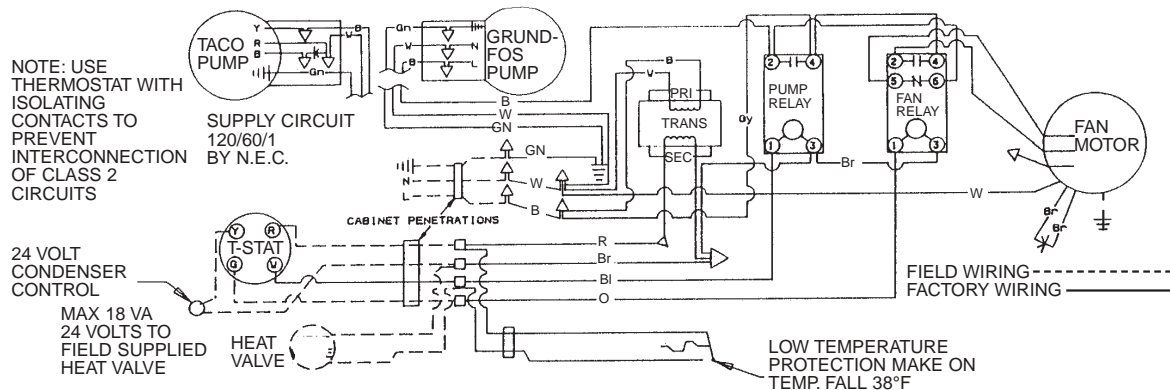 NOTE: USE
THERMOSTAT WITH
ISOLATING
CONTACTS TO
PREVENT
INTERCONNECTION
OF CLASS 2
CIRCUITS
TACO
PUMP
Y
R
B
Gn
B
W
SUPPLY CIRCUIT
120/60/1
BY N.E.C.
GRUND-
FOS
PUMP
Gn
W
B
N
L
B
W
GN
GN
N
W
B
CABINET PENETRATIONS
B
W
PRI
TRANS
SEC
Gy
2
4
PUMP
RELAY
1
3
Br
2
4
5
N
6
FAN
RELAY
1
3
FAN
MOTOR
W
Br
Br
Y
R
T-STAT
G
W
R
Br
Bl
O
24 VOLT
CONDENSER
CONTROL
MAX 18 VA
24 VOLTS TO
FIELD SUPPLIED
HEAT VALVE
HEAT
VALVE
LOW TEMPERATURE
PROTECTION MAKE ON
TEMP. FALL 38°F
FIELD WIRING
FACTORY WIRING